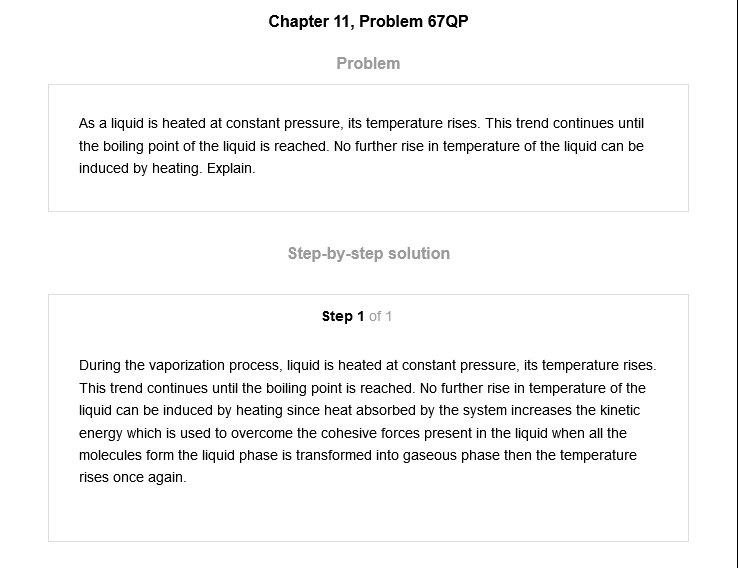 Chapter 11, Problem 67QP
Problem
As a liquid is heated at constant pressure, its temperature rises. This trend continues until
the boiling point of the liquid is reached. No further rise in temperature of the liquid can be
induced by heating. Explain.
Step-by-step solution
Step 1 of 1
During the vaporization process, liquid is heated at constant pressure, its temperature rises.
This trend continues until the boiling point is reached. No further rise in temperature of the
liquid can be induced by heating since heat absorbed by the system increases the kinetic
energy which is used to overcome the cohesive forces present in the liquid when all the
molecules form the liquid phase is transformed into gaseous phase then the temperature
rises once again.